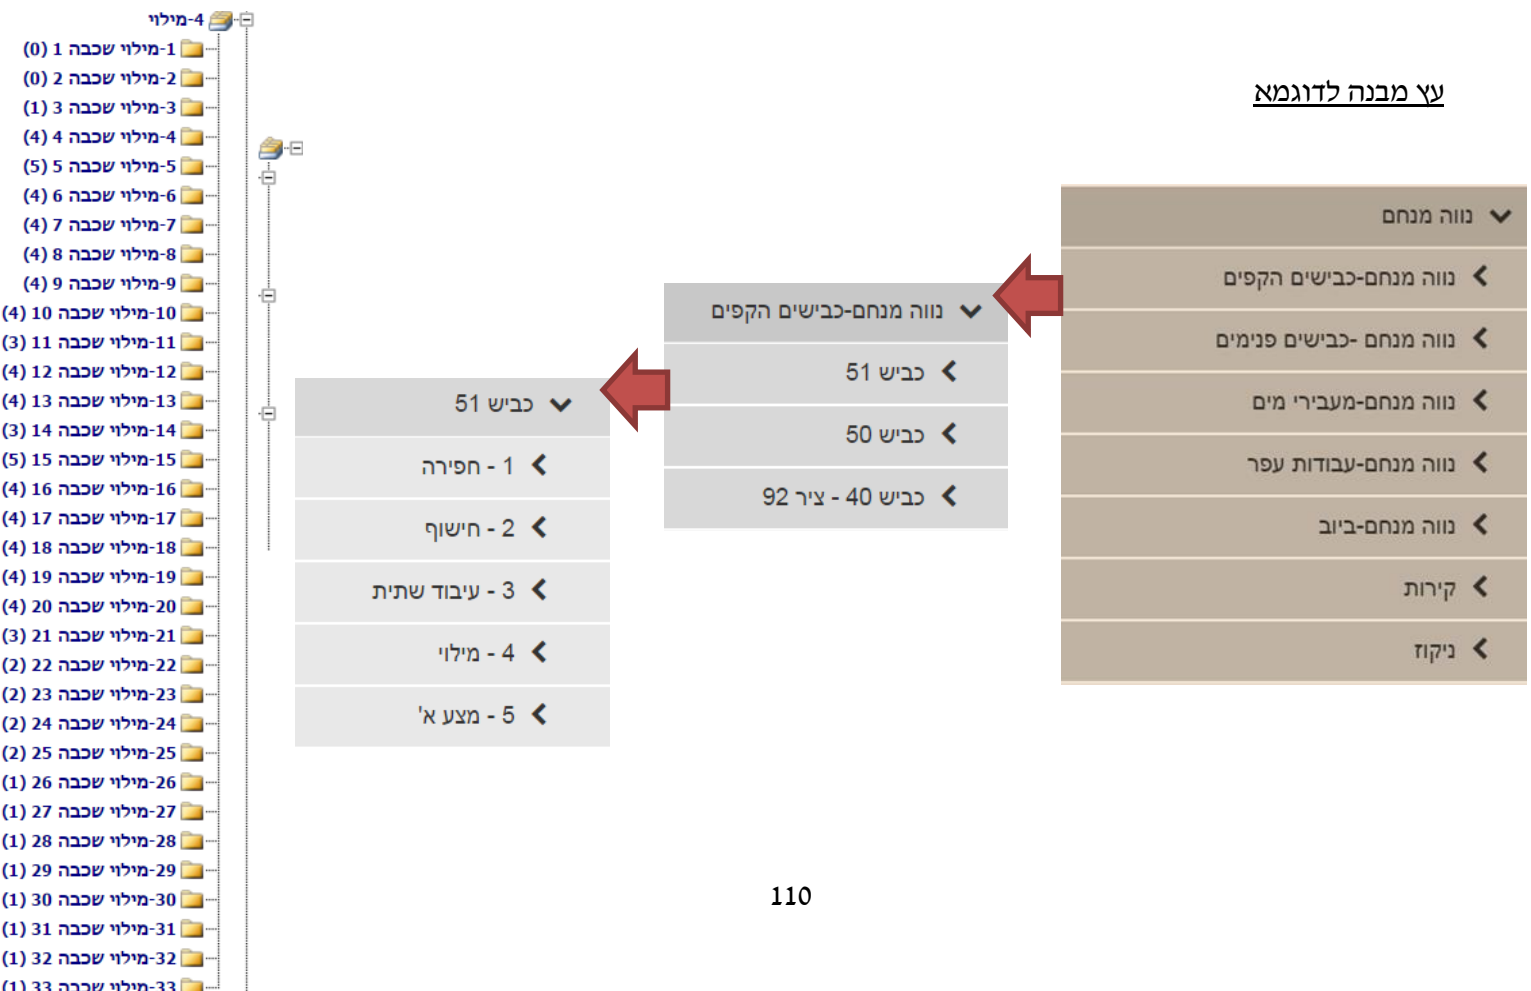 עץ מבנה לדוגמא
נווה מנחם
נווה מנחם-כבישים הקפים
נווה מנחם -כבישים פנימים
נווה מנחם-מעבירי מים
נווה מנחם-עבודות עפר
נווה מנחם-ביוב
קירות
ניקוז
נווה מנחם-כבישים הקפים
כביש 51
כביש 50
כביש 40 - ציר 92
כביש 51
1 - חפירה
2 - חישוף
3 - עיבוד שתית
4 - מילוי
5 - מצע א'
4-מילוי
1-מילוי שכבה 1 (0)
2-מילוי שכבה 2 (0)
3-מילוי שכבה 3 (1)
4-מילוי שכבה 4 (4)
5-מילוי שכבה 5 (5)
6-מילוי שכבה 6 (4)
7-מילוי שכבה 7 (4)
8-מילוי שכבה 8 (4)
9-מילוי שכבה 9 (4)
10-מילוי שכבה 10 (4)
11-מילוי שכבה 11 (3)
12-מילוי שכבה 12 (4)
13-מילוי שכבה 13 (4)
14-מילוי שכבה 14 (3)
15-מילוי שכבה 15 (5)
16-מילוי שכבה 16 (4)
17-מילוי שכבה 17 (4)
18-מילוי שכבה 18 (4)
19-מילוי שכבה 19 (4)
20-מילוי שכבה 20 (4)
21-מילוי שכבה 21 (3)
22-מילוי שכבה 22 (2)
23-מילוי שכבה 23 (2)
24-מילוי שכבה 24 (2)
25-מילוי שכבה 25 (2)
26-מילוי שכבה 26 (1)
27-מילוי שכבה 27 (1)
28-מילוי שכבה 28 (1)
29-מילוי שכבה 29 (1)
30-מילוי שכבה 30 (1)
31-מילוי שכבה 31 (1)
32-מילוי שכבה 32 (1)
33-מילוי שכבה 33 (1)
110